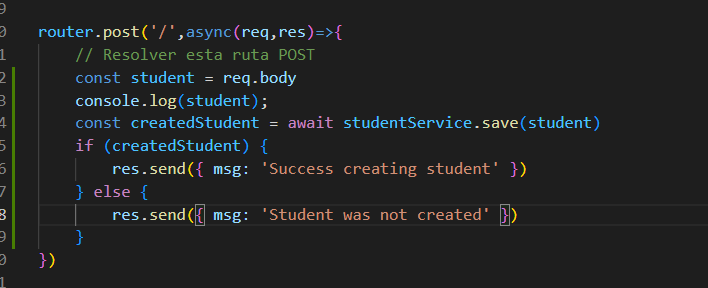 9
0 router.post('/',async(req,res)=>{
1 // Resolver esta ruta POST
2 const student = req.body
3 console.log(student);
4 const createdStudent = await studentService.save(student)
5 if (createdStudent) {
6 res.send({ msg: 'Success creating student' })
7 } else {
8 res.send({ msg: 'Student was not created' })
9 }
0 })
1